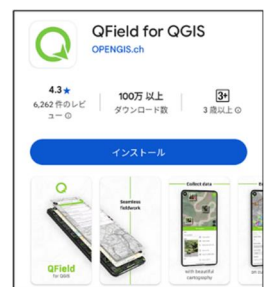 QField for QGIS
OPENGIS.ch
4.3★
6,262 件のレビ
ュー
100万 以上
ダウンロード数
3+
3 歳以上
インストール
QField
for QGIS
Seamless
fieldwork
Collect data
with beautiful
cartography